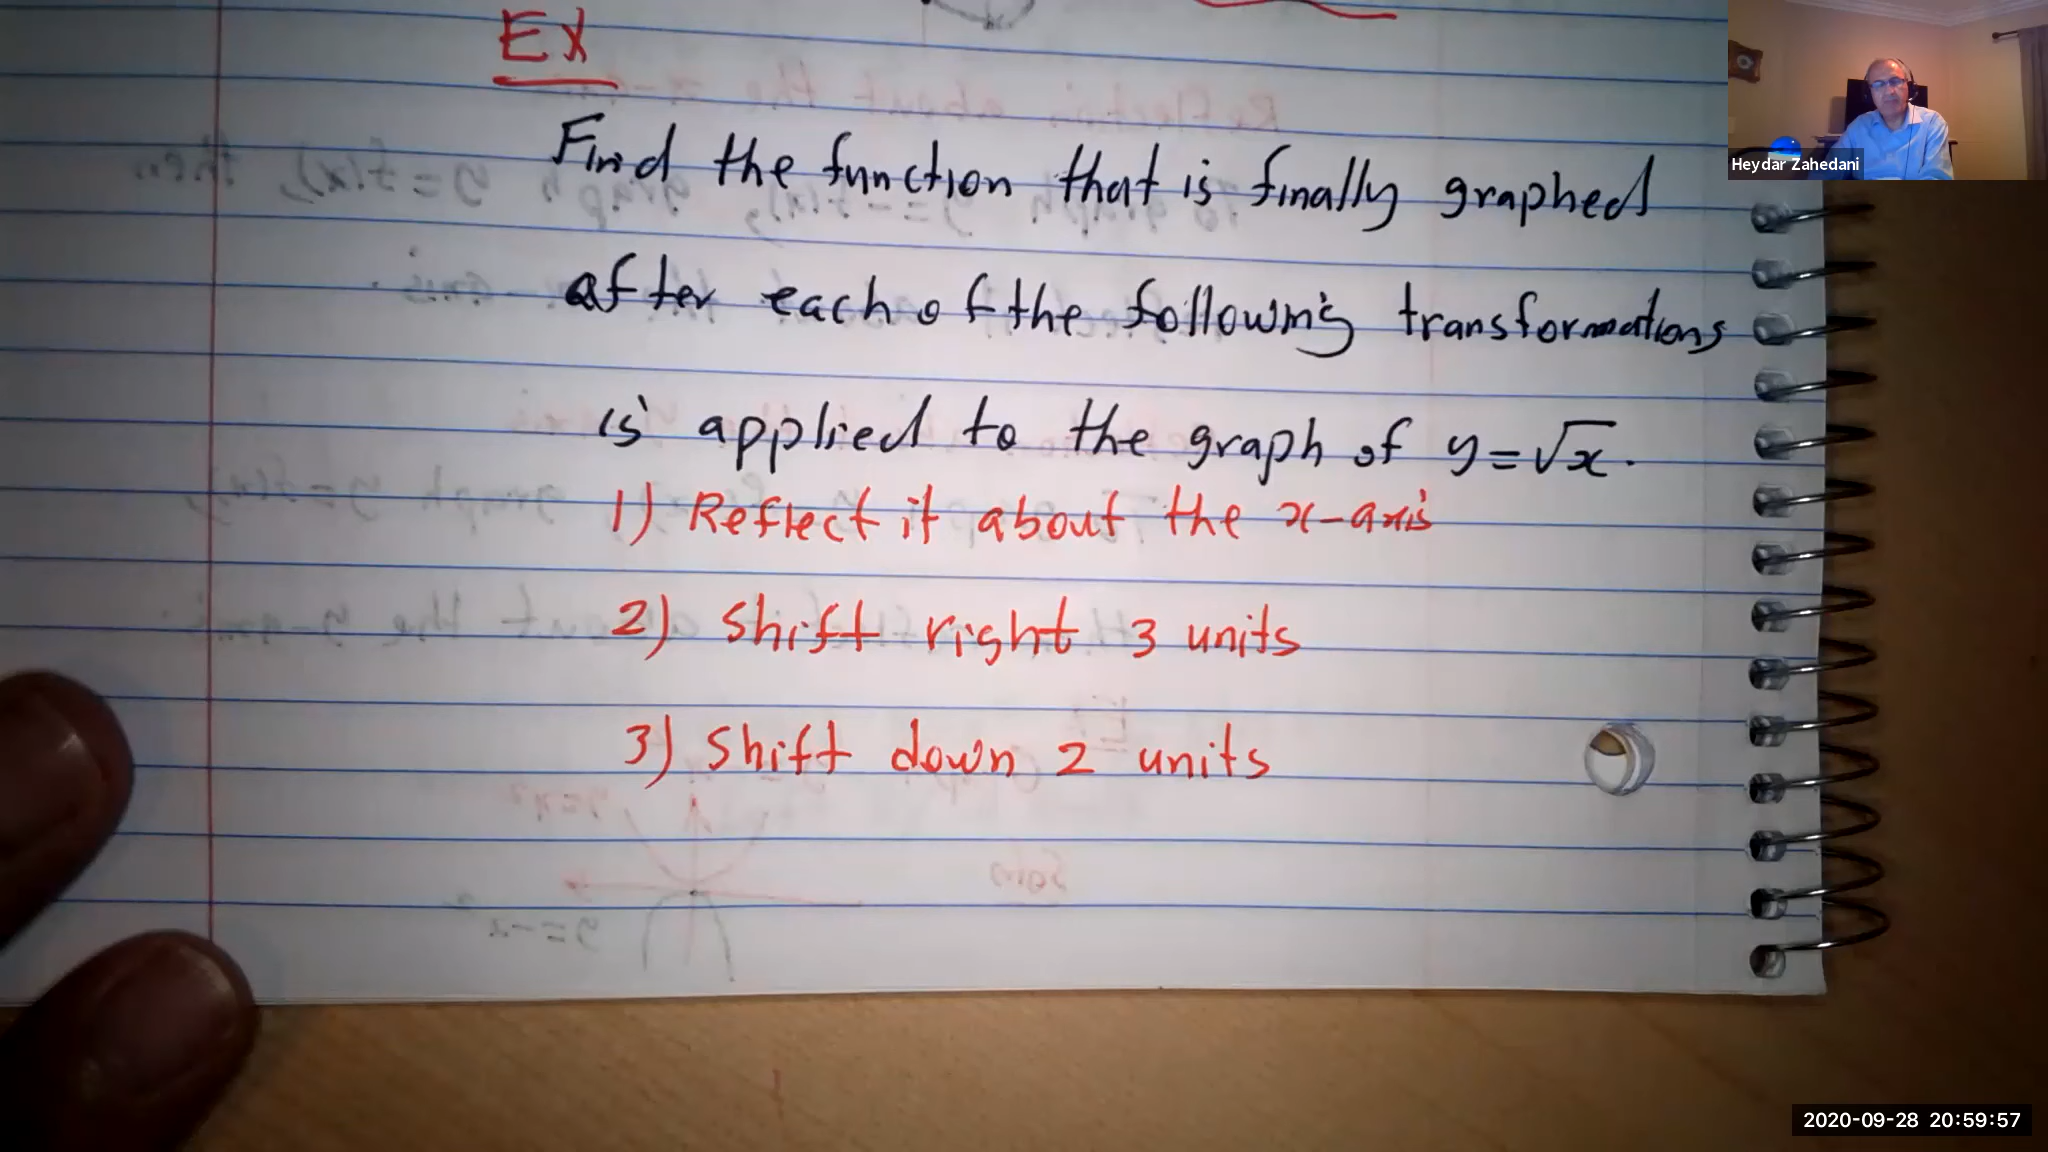 EX
Find the function that is finally graphed
after each of the following transformations
is applied to the graph of y=√x.
1) Reflect it about the x-axis
2) Shift right 3 units
3) Shift down 2 units
Heydar Zahedani
2020-09-28 20:59:57